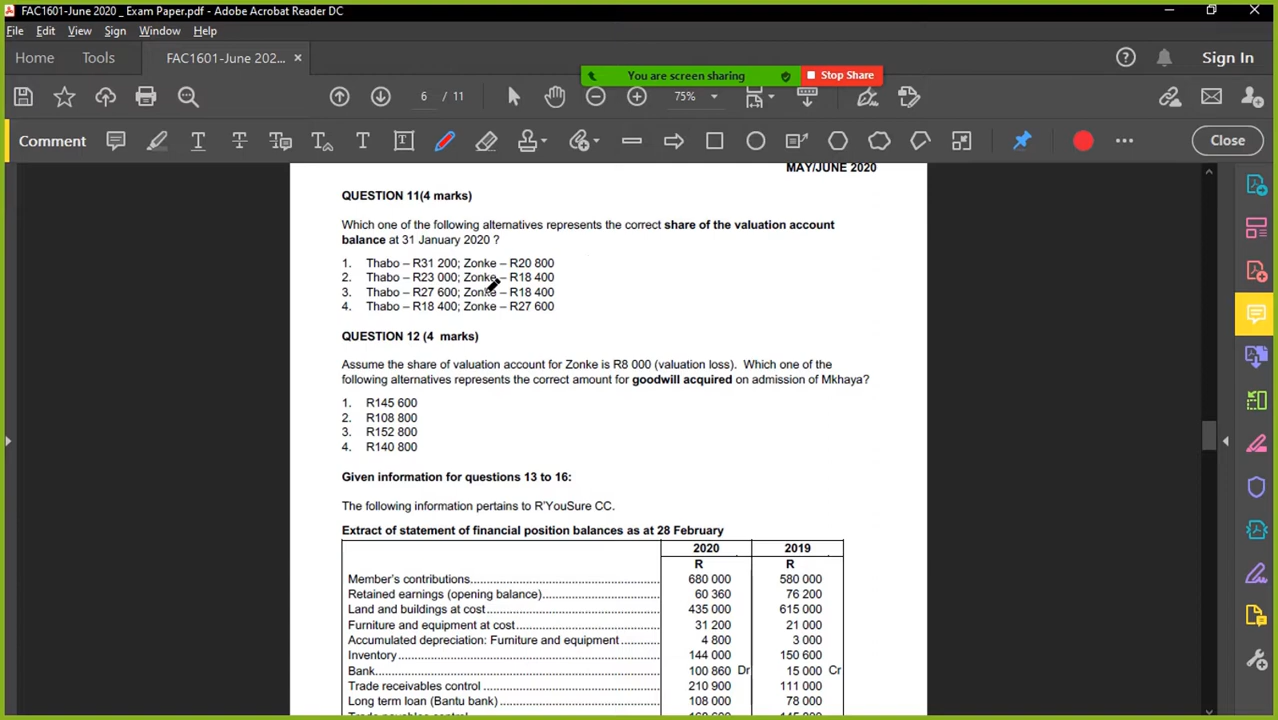 FAC1601-June 2020 _ Exam Paper.pdf - Adobe Acrobat Reader DC
File Edit View Sign Window Help
Home Tools FAC1601-June 202... × Sign In
You are screen sharing Stop Share
6 / 11 75%
Comment Close
MAY/JUNE 2020
QUESTION 11(4 marks)
Which one of the following alternatives represents the correct share of the valuation account
balance at 31 January 2020 ?
1. Thabo – R31 200; Zonke – R20 800
2. Thabo – R23 000; Zonke – R18 400
3. Thabo – R27 600; Zonke – R18 400
4. Thabo – R18 400; Zonke – R27 600
QUESTION 12 (4 marks)
Assume the share of valuation account for Zonke is R8 000 (valuation loss). Which one of the
following alternatives represents the correct amount for goodwill acquired on admission of Mkhaya?
1. R145 600
2. R108 800
3. R152 800
4. R140 800
Given information for questions 13 to 16:
The following information pertains to R'YouSure CC.
Extract of statement of financial position balances as at 28 February
2020 2019
R R
Member's contributions 680 000 580 000
Retained earnings (opening balance) 60 360 76 200
Land and buildings at cost 435 000 615 000
Furniture and equipment at cost 31 200 21 000
Accumulated depreciation: Furniture and equipment 4 800 3 000
Inventory 144 000 150 600
Bank 100 860 Dr 15 000 Cr
Trade receivables control 210 900 111 000
Long term loan (Bantu bank) 108 000 78 000